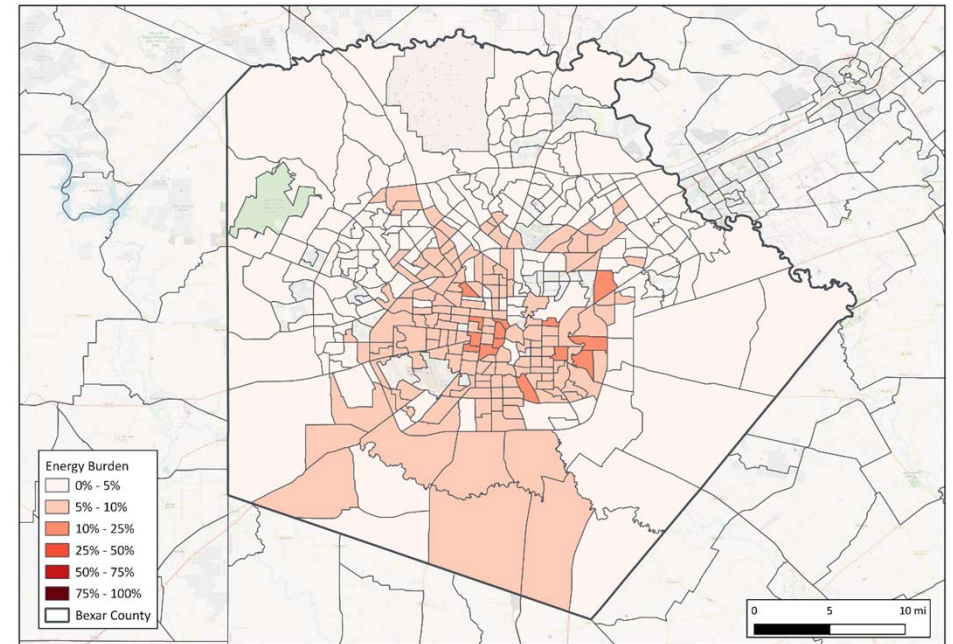 Energy Burden
0% - 5%
5% - 10%
10% - 25%
25% - 50%
50% - 75%
75% - 100%
Bexar County
0 5 10 mi